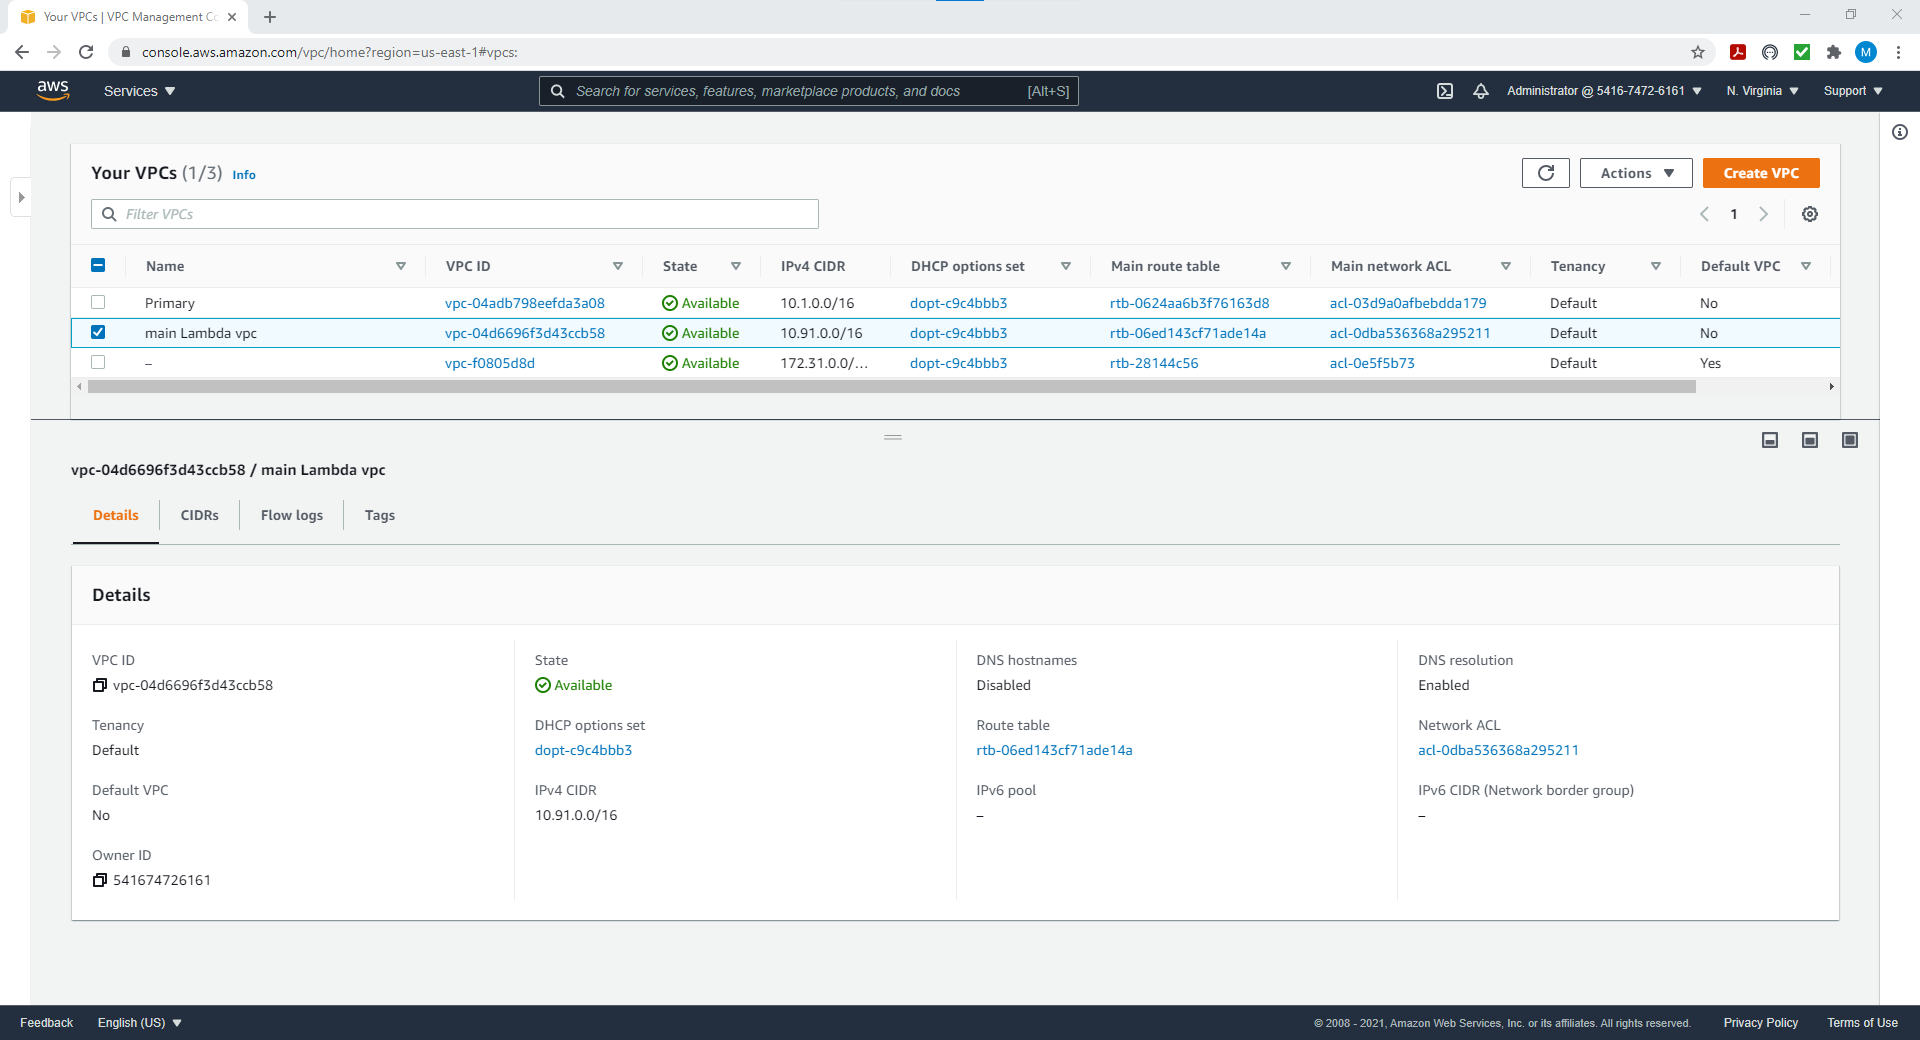 Your VPCs | VPC Management Co
console.aws.amazon.com/vpc/home?region=us-east-1#vpcs:
M
aws Services Search for services, features, marketplace products, and docs [Alt+S] Administrator @ 5416-7472-6161 N. Virginia Support
Your VPCs (1/3) Info Actions Create VPC
Filter VPCs 1
Name VPC ID State IPv4 CIDR DHCP options set Main route table Main network ACL Tenancy Default VPC
Primary vpc-04adb798eefda3a08 Available 10.1.0.0/16 dopt-c9c4bbb3 rtb-0624aa6b3f76163d8 acl-03d9a0afbebdda179 Default No
main Lambda vpc vpc-04d6696f3d43ccb58 Available 10.91.0.0/16 dopt-c9c4bbb3 rtb-06ed143cf71ade14a acl-0dba536368a295211 Default No
– vpc-f0805d8d Available 172.31.0.0/... dopt-c9c4bbb3 rtb-28144c56 acl-0e5f5b73 Default Yes
vpc-04d6696f3d43ccb58 / main Lambda vpc
Details CIDRs Flow logs Tags
Details
VPC ID State DNS hostnames DNS resolution
vpc-04d6696f3d43ccb58 Available Disabled Enabled
Tenancy DHCP options set Route table Network ACL
Default dopt-c9c4bbb3 rtb-06ed143cf71ade14a acl-0dba536368a295211
Default VPC IPv4 CIDR IPv6 pool IPv6 CIDR (Network border group)
No 10.91.0.0/16 – –
Owner ID
541674726161
Feedback English (US) © 2008 - 2021, Amazon Web Services, Inc. or its affiliates. All rights reserved. Privacy Policy Terms of Use